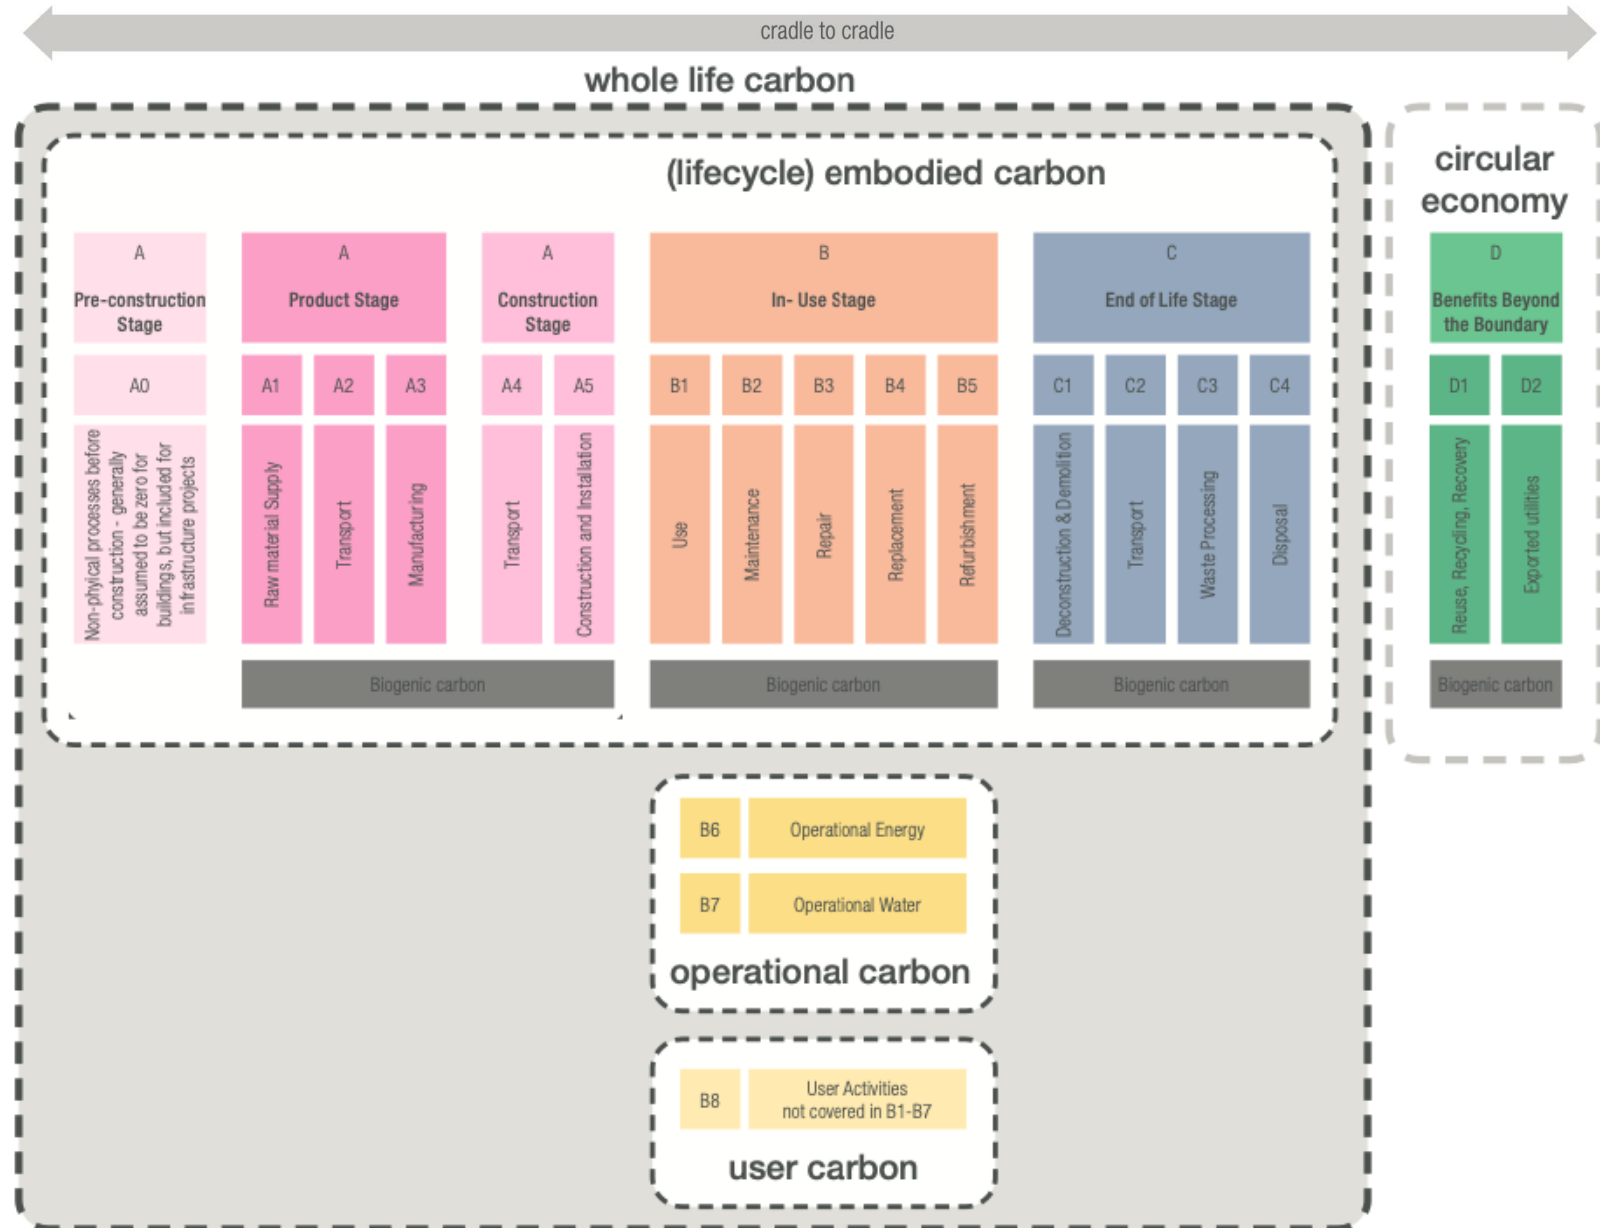 cradle to cradle
whole life carbon
(lifecycle) embodied carbon
circular
economy
A
Pre-construction
Stage
A
Product Stage
A
Construction
Stage
B
In- Use Stage
C
End of Life Stage
D
Benefits Beyond
the Boundary
A0
A1
A2
A3
A4
A5
B1
B2
B3
B4
B5
C1
C2
C3
C4
D1
D2
Non-phyical processes before
construction - generally
assumed to be zero for
buildings, but included for
infrastructure projects
Raw material Supply
Transport
Manufacturing
Transport
Construction and Installation
Use
Maintenance
Repair
Replacement
Refurbishment
Deconstruction & Demolition
Transport
Waste Processing
Disposal
Reuse, Recycling, Recovery
Exported utilities
Biogenic carbon
Biogenic carbon
Biogenic carbon
Biogenic carbon
B6
Operational Energy
B7
Operational Water
operational carbon
B8
User Activities
not covered in B1-B7
user carbon